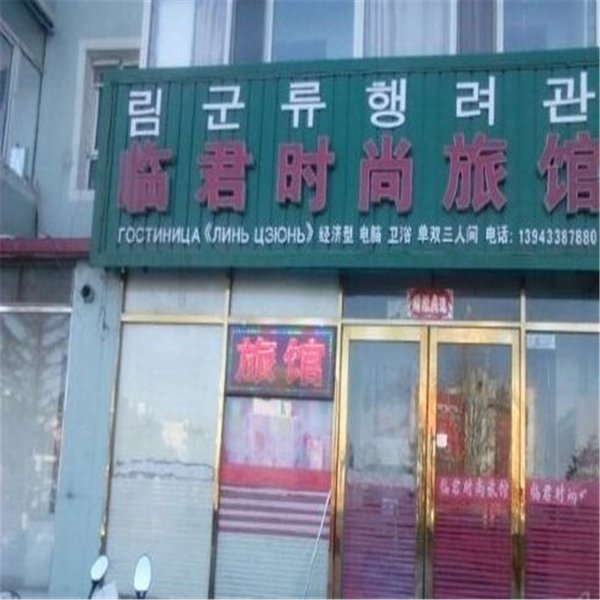 림군류행려관
临君时尚旅馆
ГОСТИНИЦА《ЛИНЬ ЦЗЮНЬ》 经济型 电脑 卫浴 单双三人间 电话: 13943387880
旅馆
临君时尚旅馆
临君时尚